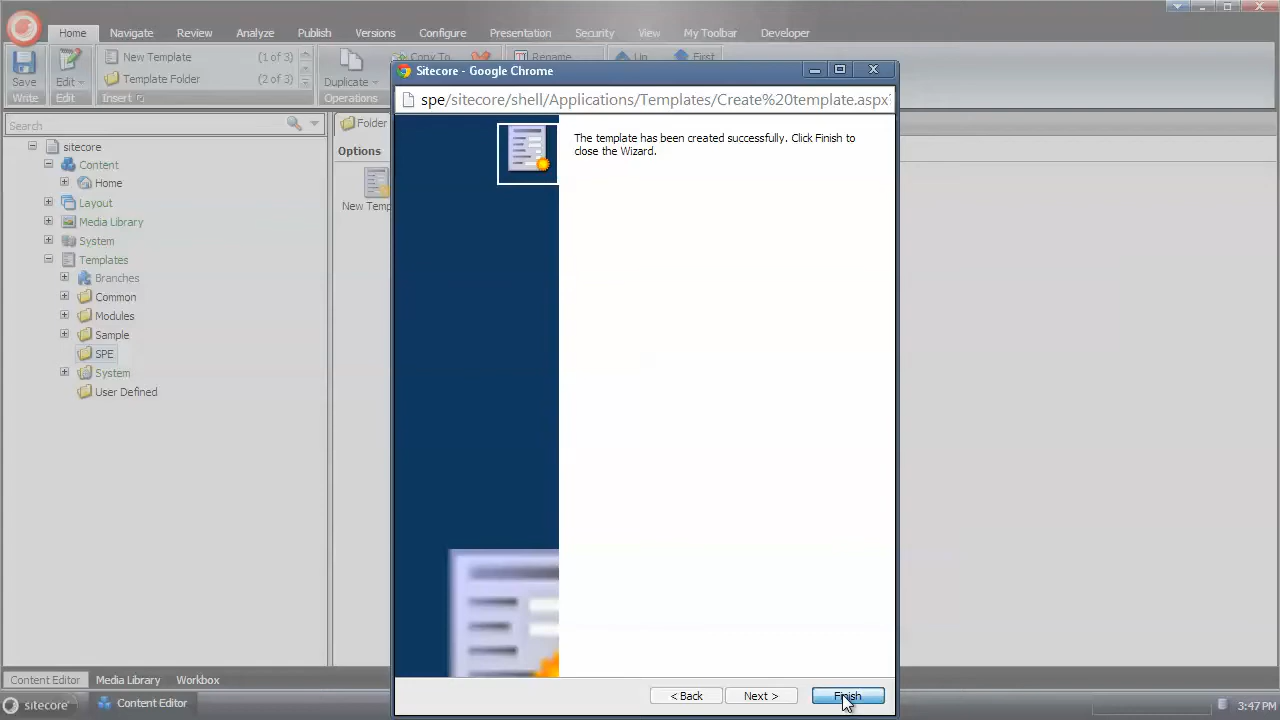 Home Navigate Review Analyze Publish Versions Configure Presentation Security View My Toolbar Developer
Save Edit New Template (1 of 3) Duplicate Copy To Rename Up First
Template Folder (2 of 3)
Write Edit Insert Operations
Sitecore - Google Chrome
spe/sitecore/shell/Applications/Templates/Create%20template.aspx
Search
Folder
Options
New Temp
sitecore
Content
Home
Layout
Media Library
System
Templates
Branches
Common
Modules
Sample
SPE
System
User Defined
The template has been created successfully. Click Finish to
close the Wizard.
< Back Next > Finish
Content Editor Media Library Workbox
sitecore Content Editor 3:47 PM